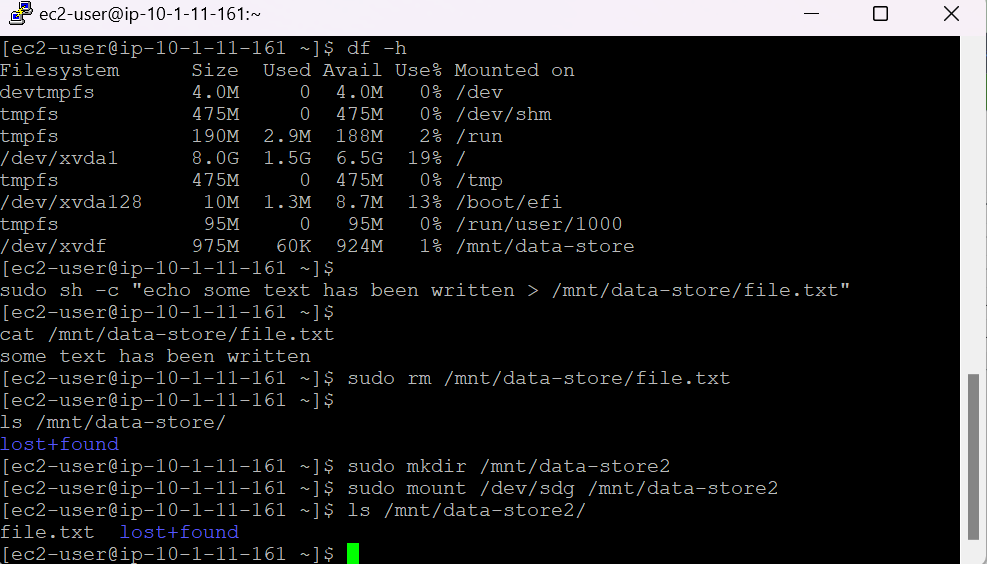 ec2-user@ip-10-1-11-161:~
[ec2-user@ip-10-1-11-161 ~]$ df -h
Filesystem      Size  Used Avail Use% Mounted on
devtmpfs        4.0M     0  4.0M   0% /dev
tmpfs           475M     0  475M   0% /dev/shm
tmpfs           190M  2.9M  188M   2% /run
/dev/xvda1      8.0G  1.5G  6.5G  19% /
tmpfs           475M     0  475M   0% /tmp
/dev/xvda128     10M  1.3M  8.7M  13% /boot/efi
tmpfs            95M     0   95M   0% /run/user/1000
/dev/xvdf       975M   60K  924M   1% /mnt/data-store
[ec2-user@ip-10-1-11-161 ~]$
sudo sh -c "echo some text has been written > /mnt/data-store/file.txt"
[ec2-user@ip-10-1-11-161 ~]$
cat /mnt/data-store/file.txt
some text has been written
[ec2-user@ip-10-1-11-161 ~]$ sudo rm /mnt/data-store/file.txt
[ec2-user@ip-10-1-11-161 ~]$
ls /mnt/data-store/
lost+found
[ec2-user@ip-10-1-11-161 ~]$ sudo mkdir /mnt/data-store2
[ec2-user@ip-10-1-11-161 ~]$ sudo mount /dev/sdg /mnt/data-store2
[ec2-user@ip-10-1-11-161 ~]$ ls /mnt/data-store2/
file.txt  lost+found
[ec2-user@ip-10-1-11-161 ~]$